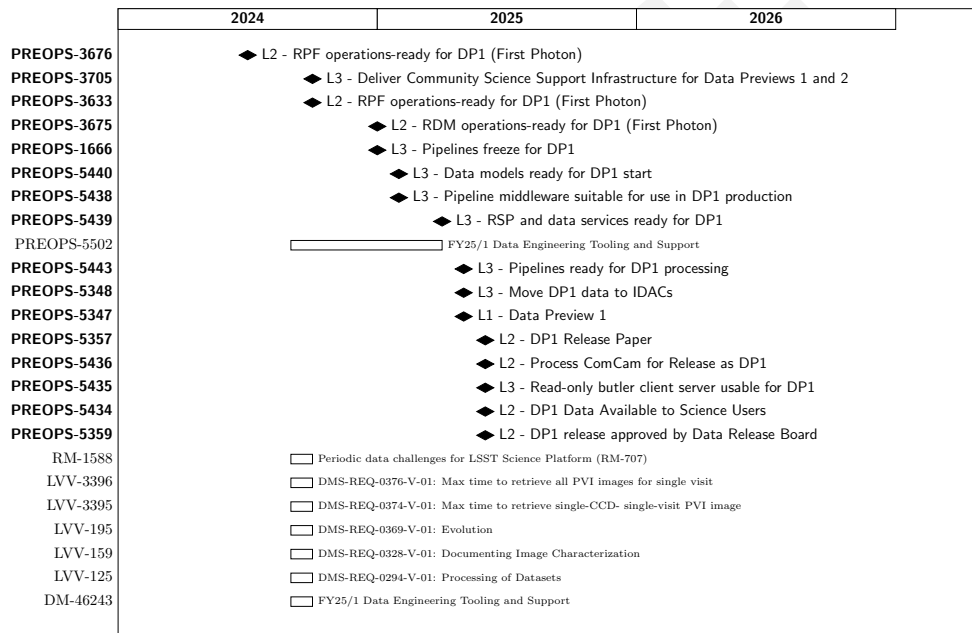 2024 2025 2026
PREOPS-3676 L2 - RPF operations-ready for DP1 (First Photon)
PREOPS-3705 L3 - Deliver Community Science Support Infrastructure for Data Previews 1 and 2
PREOPS-3633 L2 - RPF operations-ready for DP1 (First Photon)
PREOPS-3675 L2 - RDM operations-ready for DP1 (First Photon)
PREOPS-1666 L3 - Pipelines freeze for DP1
PREOPS-5440 L3 - Data models ready for DP1 start
PREOPS-5438 L3 - Pipeline middleware suitable for use in DP1 production
PREOPS-5439 L3 - RSP and data services ready for DP1
PREOPS-5502 FY25/1 Data Engineering Tooling and Support
PREOPS-5443 L3 - Pipelines ready for DP1 processing
PREOPS-5348 L3 - Move DP1 data to IDACs
PREOPS-5347 L1 - Data Preview 1
PREOPS-5357 L2 - DP1 Release Paper
PREOPS-5436 L2 - Process ComCam for Release as DP1
PREOPS-5435 L3 - Read-only butler client server usable for DP1
PREOPS-5434 L2 - DP1 Data Available to Science Users
PREOPS-5359 L2 - DP1 release approved by Data Release Board
RM-1588 Periodic data challenges for LSST Science Platform (RM-707)
LVV-3396 DMS-REQ-0376-V-01: Max time to retrieve all PVI images for single visit
LVV-3395 DMS-REQ-0374-V-01: Max time to retrieve single-CCD- single-visit PVI image
LVV-195 DMS-REQ-0369-V-01: Evolution
LVV-159 DMS-REQ-0328-V-01: Documenting Image Characterization
LVV-125 DMS-REQ-0294-V-01: Processing of Datasets
DM-46243 FY25/1 Data Engineering Tooling and Support